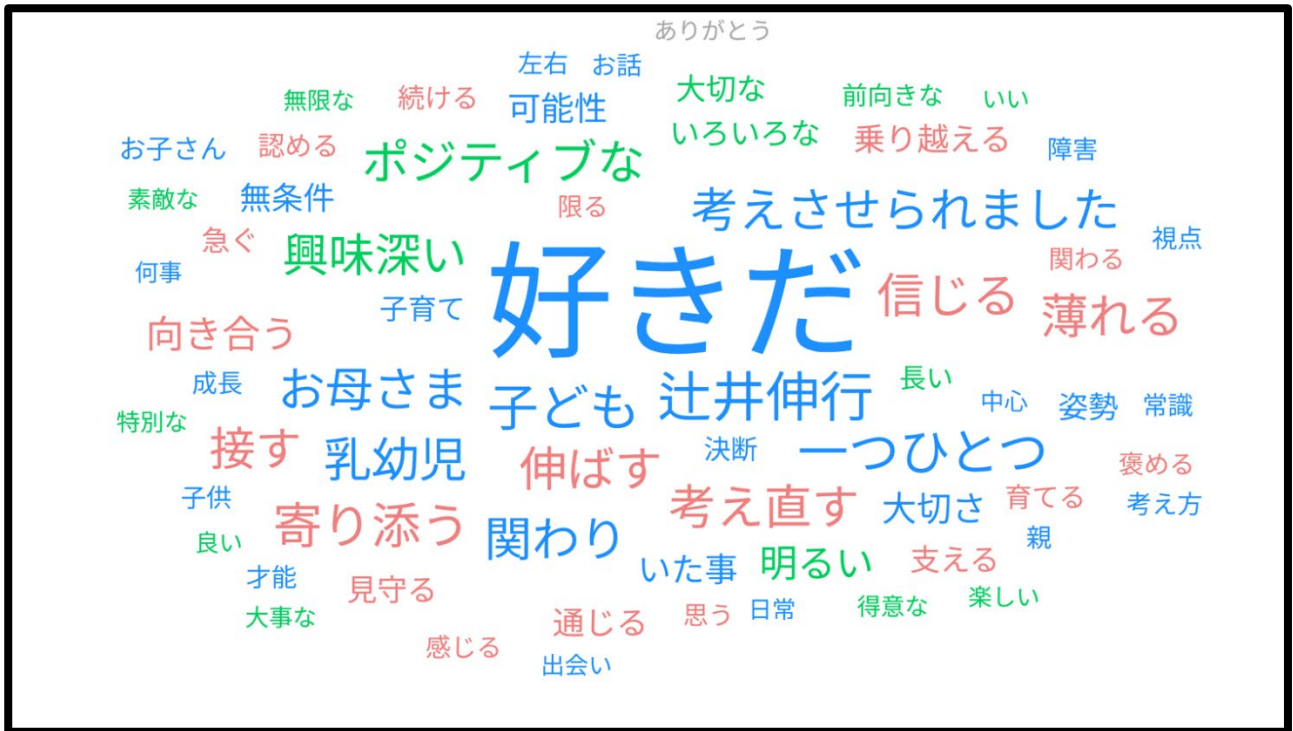 ありがとう
左右 お話
無限な 続ける 可能性 大切な 前向きな いい
お子さん 認める ポジティブな いろいろな 乗り越える 障害
素敵な 無条件 限る 考えさせられました
急ぐ 興味深い 視点
何事 子育て 好きだ 信じる 関わる 薄れる
向き合う
成長 お母さま 子ども 辻井伸行 長い 中心 姿勢 常識
特別な 接す 乳幼児 伸ばす 決断 一つひとつ 褒める
子供 寄り添う 関わり 考え直す 大切さ 育てる 考え方
良い 親
才能 見守る いた事 明るい 支える
大事な 通じる 思う 日常 得意な 楽しい
感じる 出会い